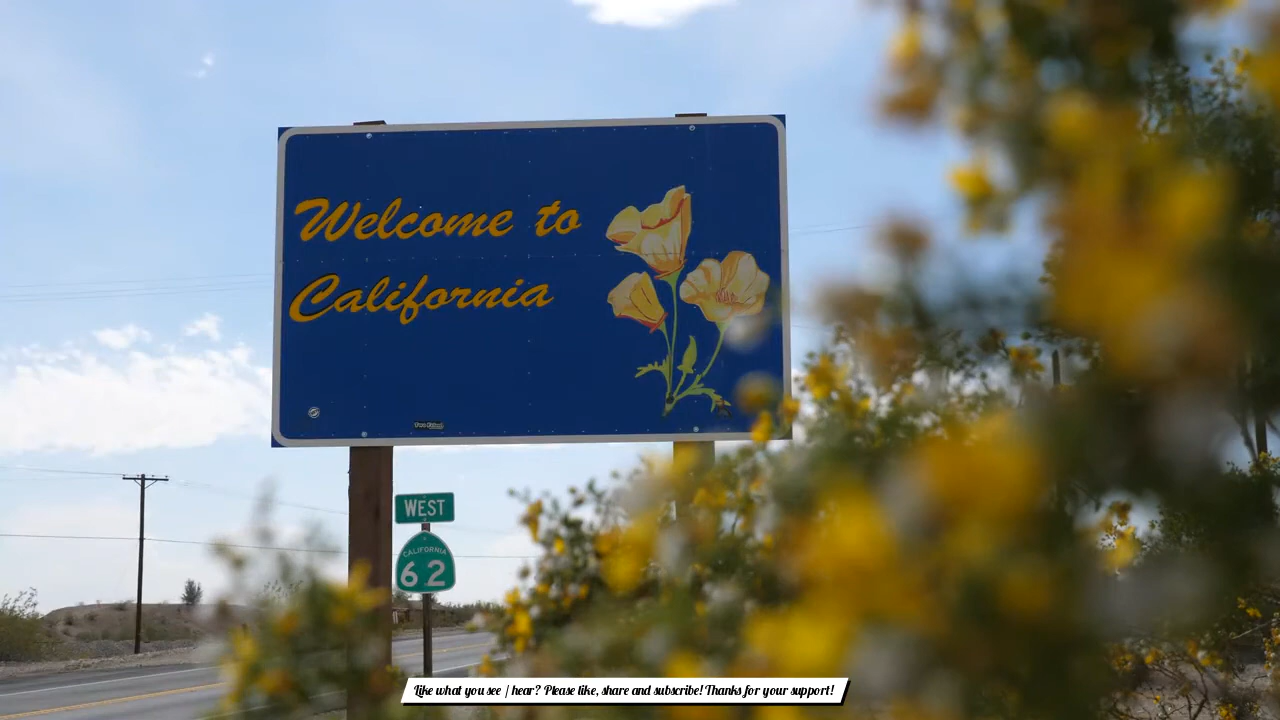 Welcome to
California
WEST
CALIFORNIA
62
Like what you see / hear? Please like, share and subscribe! Thanks for your support!